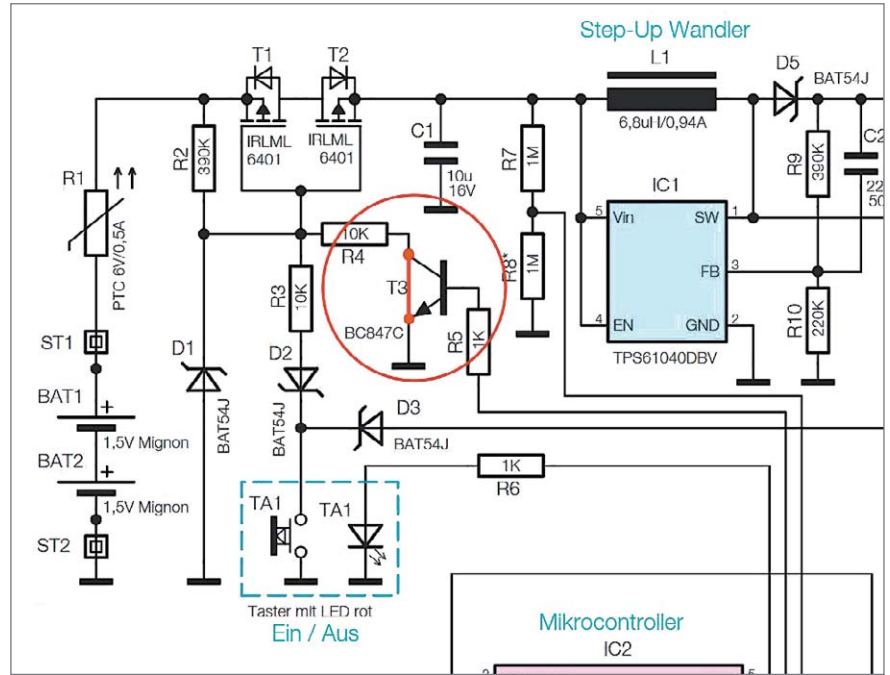 Step-Up Wandler
T1
T2
L1
D5
BAT54J
IRLML
6401
IRLML
6401
6,8uH/0,94A
R2
390K
C1
10u
16V
R7
1M
R9
390K
C2
22
50
R1
PTC 6V/0,5A
IC1
5
Vin
SW
1
10K
R4
R8*
1M
FB
3
T3
R3
10K
BC847C
R5
1K
4
EN
GND
2
R10
220K
ST1
TPS61040DBV
D1
D2
BAT1
+
BAT54J
BAT54J
D3
BAT54J
1,5V Mignon
BAT2
+
1K
R6
1,5V Mignon
TA1
TA1
ST2
Taster mit LED rot
Ein / Aus
Mikrocontroller
IC2